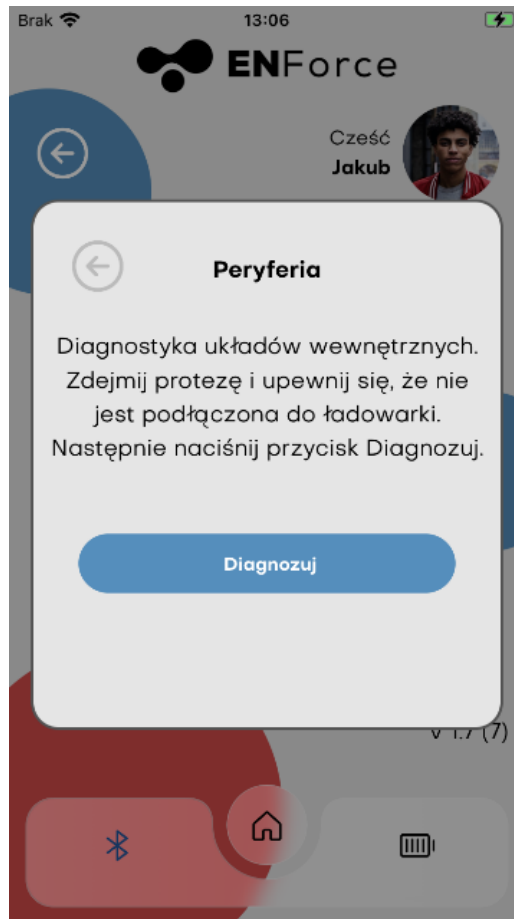 Brak 13:06
ENForce
Cześć
Jakub
Peryferia
Diagnostyka układów wewnętrznych.
Zdejmij protezę i upewnij się, że nie
jest podłączona do ładowarki.
Następnie naciśnij przycisk Diagnozuj.
Diagnozuj
v 1.7 (7)